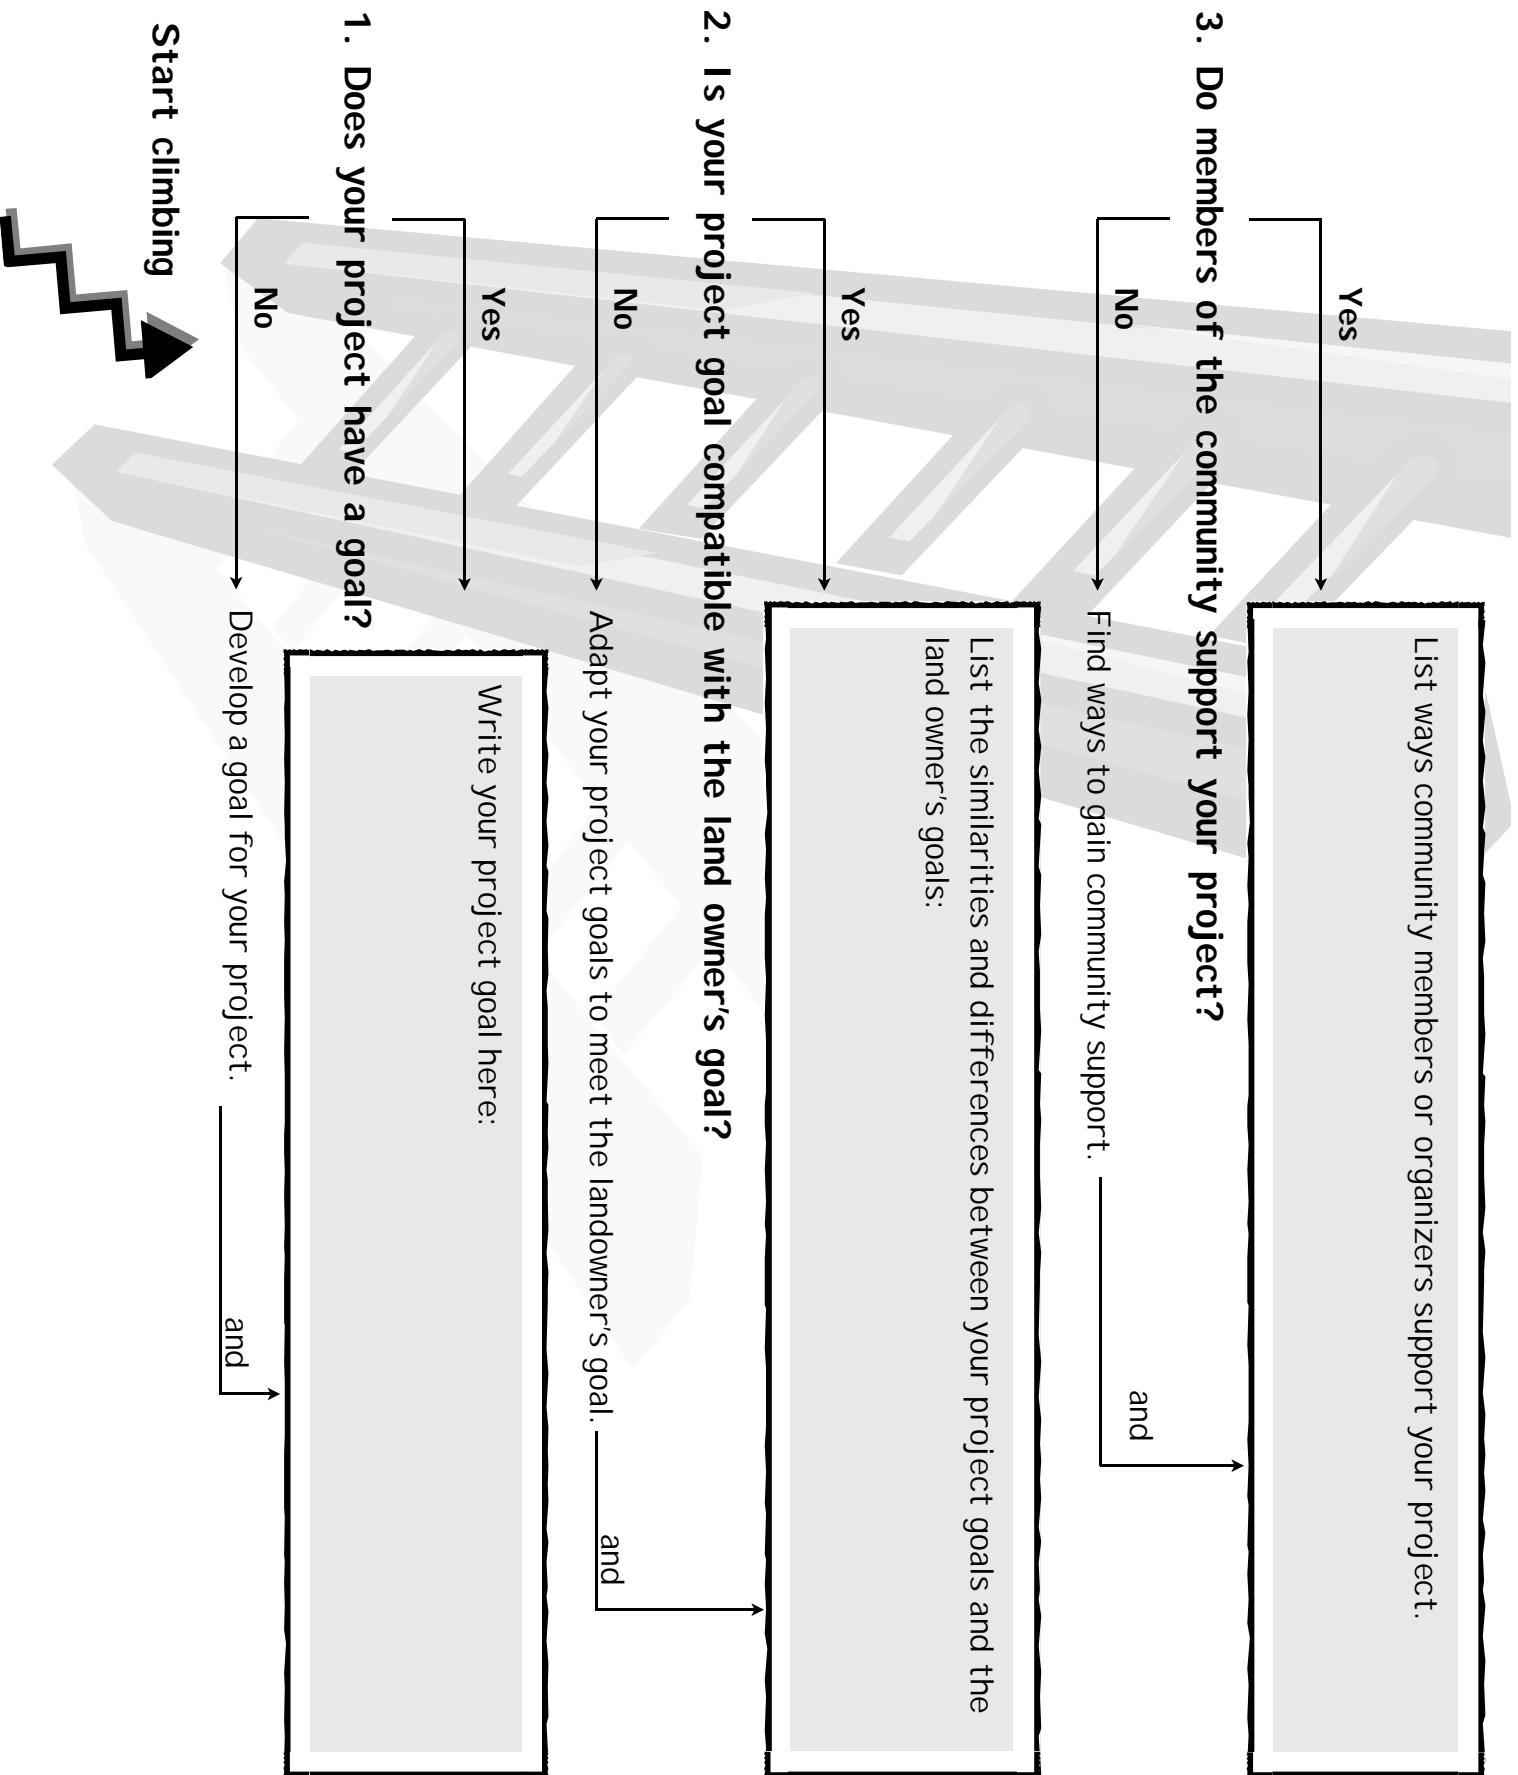 Yes
List ways community members or organizers support your project.
3. Do members of the community support your project?
No
Find ways to gain community support.
and
Yes
List the similarities and differences between your project goals and the
land owner's goals:
2. Is your project goal compatible with the land owner's goal?
No
Adapt your project goals to meet the landowner's goal.
and
Yes
Write your project goal here:
1. Does your project have a goal?
No
Develop a goal for your project.
and
Start climbing